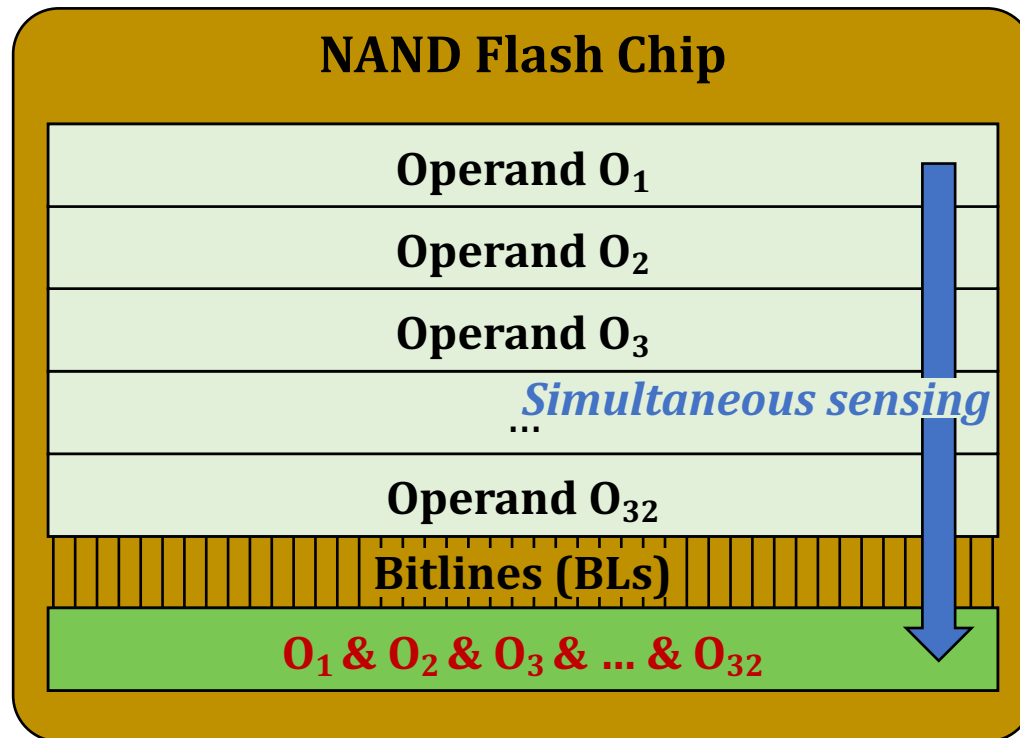 NAND Flash Chip
Operand O₁
Operand O₂
Operand O₃
Simultaneous sensing
...
Operand O₃₂
Bitlines (BLs)
O₁ & O₂ & O₃ & ... & O₃₂